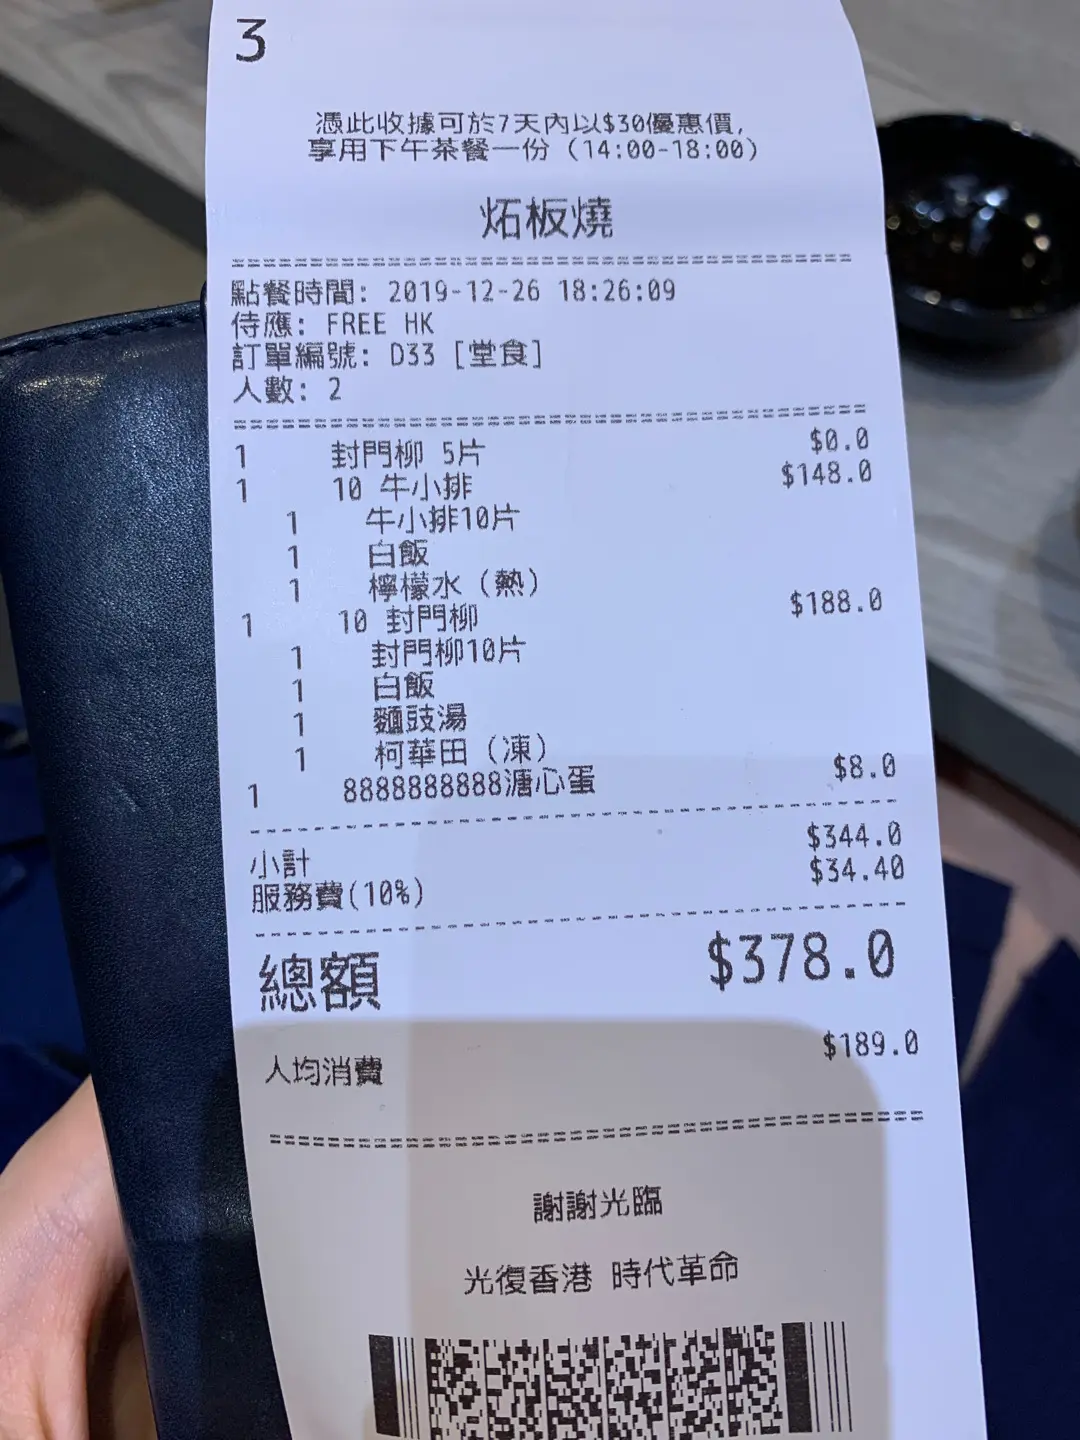 3
憑此收據可於7天內以$30優惠價,
享用下午茶餐一份 (14:00-18:00)
炻板燒
點餐時間: 2019-12-26 18:26:09
侍應: FREE HK
訂單編號: D33 [堂食]
人數: 2
1 封門柳 5片 $0.0
1 10 牛小排 $148.0
1 牛小排10片
1 白飯
1 檸檬水 (熱)
1 10 封門柳 $188.0
1 封門柳10片
1 白飯
1 麵豉湯
1 柯華田 (凍)
1 8888888888溏心蛋 $8.0
小計 $344.0
服務費(10%) $34.40
總額 $378.0
人均消費 $189.0
謝謝光臨
光復香港 時代革命